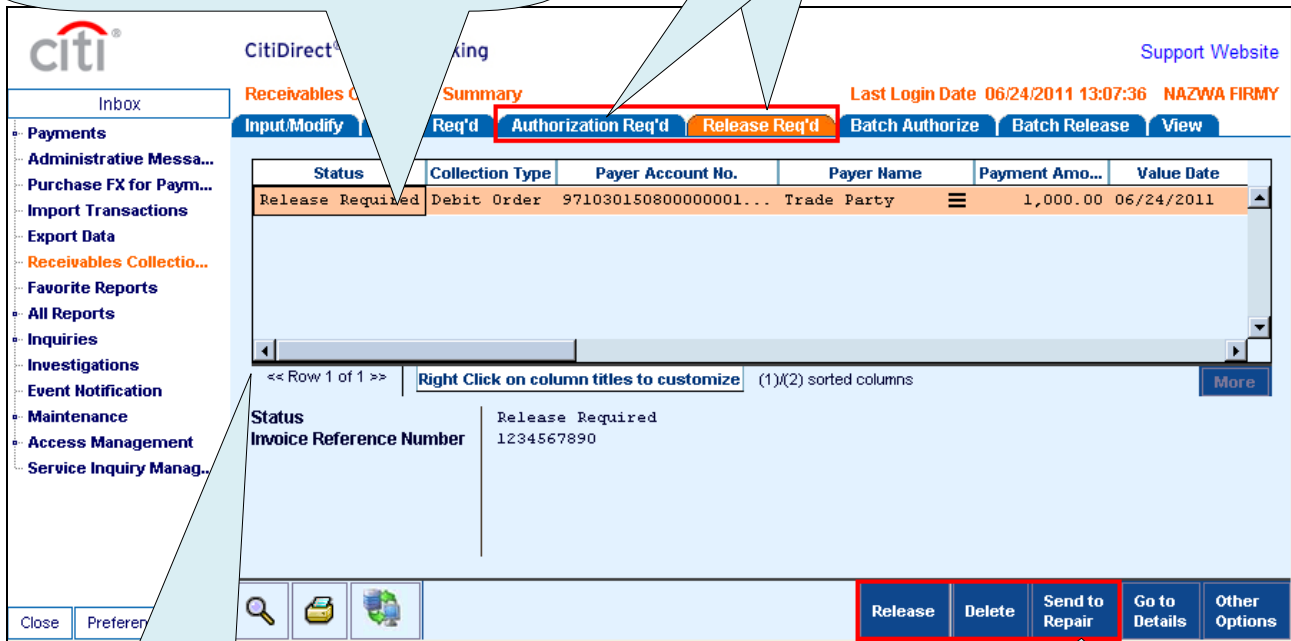 citi®
CitiDirect®
king
Support Website
Inbox
Receivables
Summary
Last Login Date 06/24/2011 13:07:36 NAZWA FIRMY
Input/Modify
Req'd
Authorization Req'd
Release Req'd
Batch Authorize
Batch Release
View
Payments
Administrative Messa...
Purchase FX for Paym...
Import Transactions
Export Data
Receivables Collectio...
Favorite Reports
All Reports
Inquiries
Investigations
Event Notification
Maintenance
Access Management
Service Inquiry Manag...
Status Collection Type Payer Account No. Payer Name Payment Amo... Value Date
Release Required Debit Order 971030150800000001... Trade Party 1,000.00 06/24/2011
<< Row 1 of 1 >>
Right Click on column titles to customize
(1)/(2) sorted columns
More
Status Release Required
Invoice Reference Number 1234567890
Close
Preferen
Release
Delete
Send to
Repair
Go to
Details
Other
Options